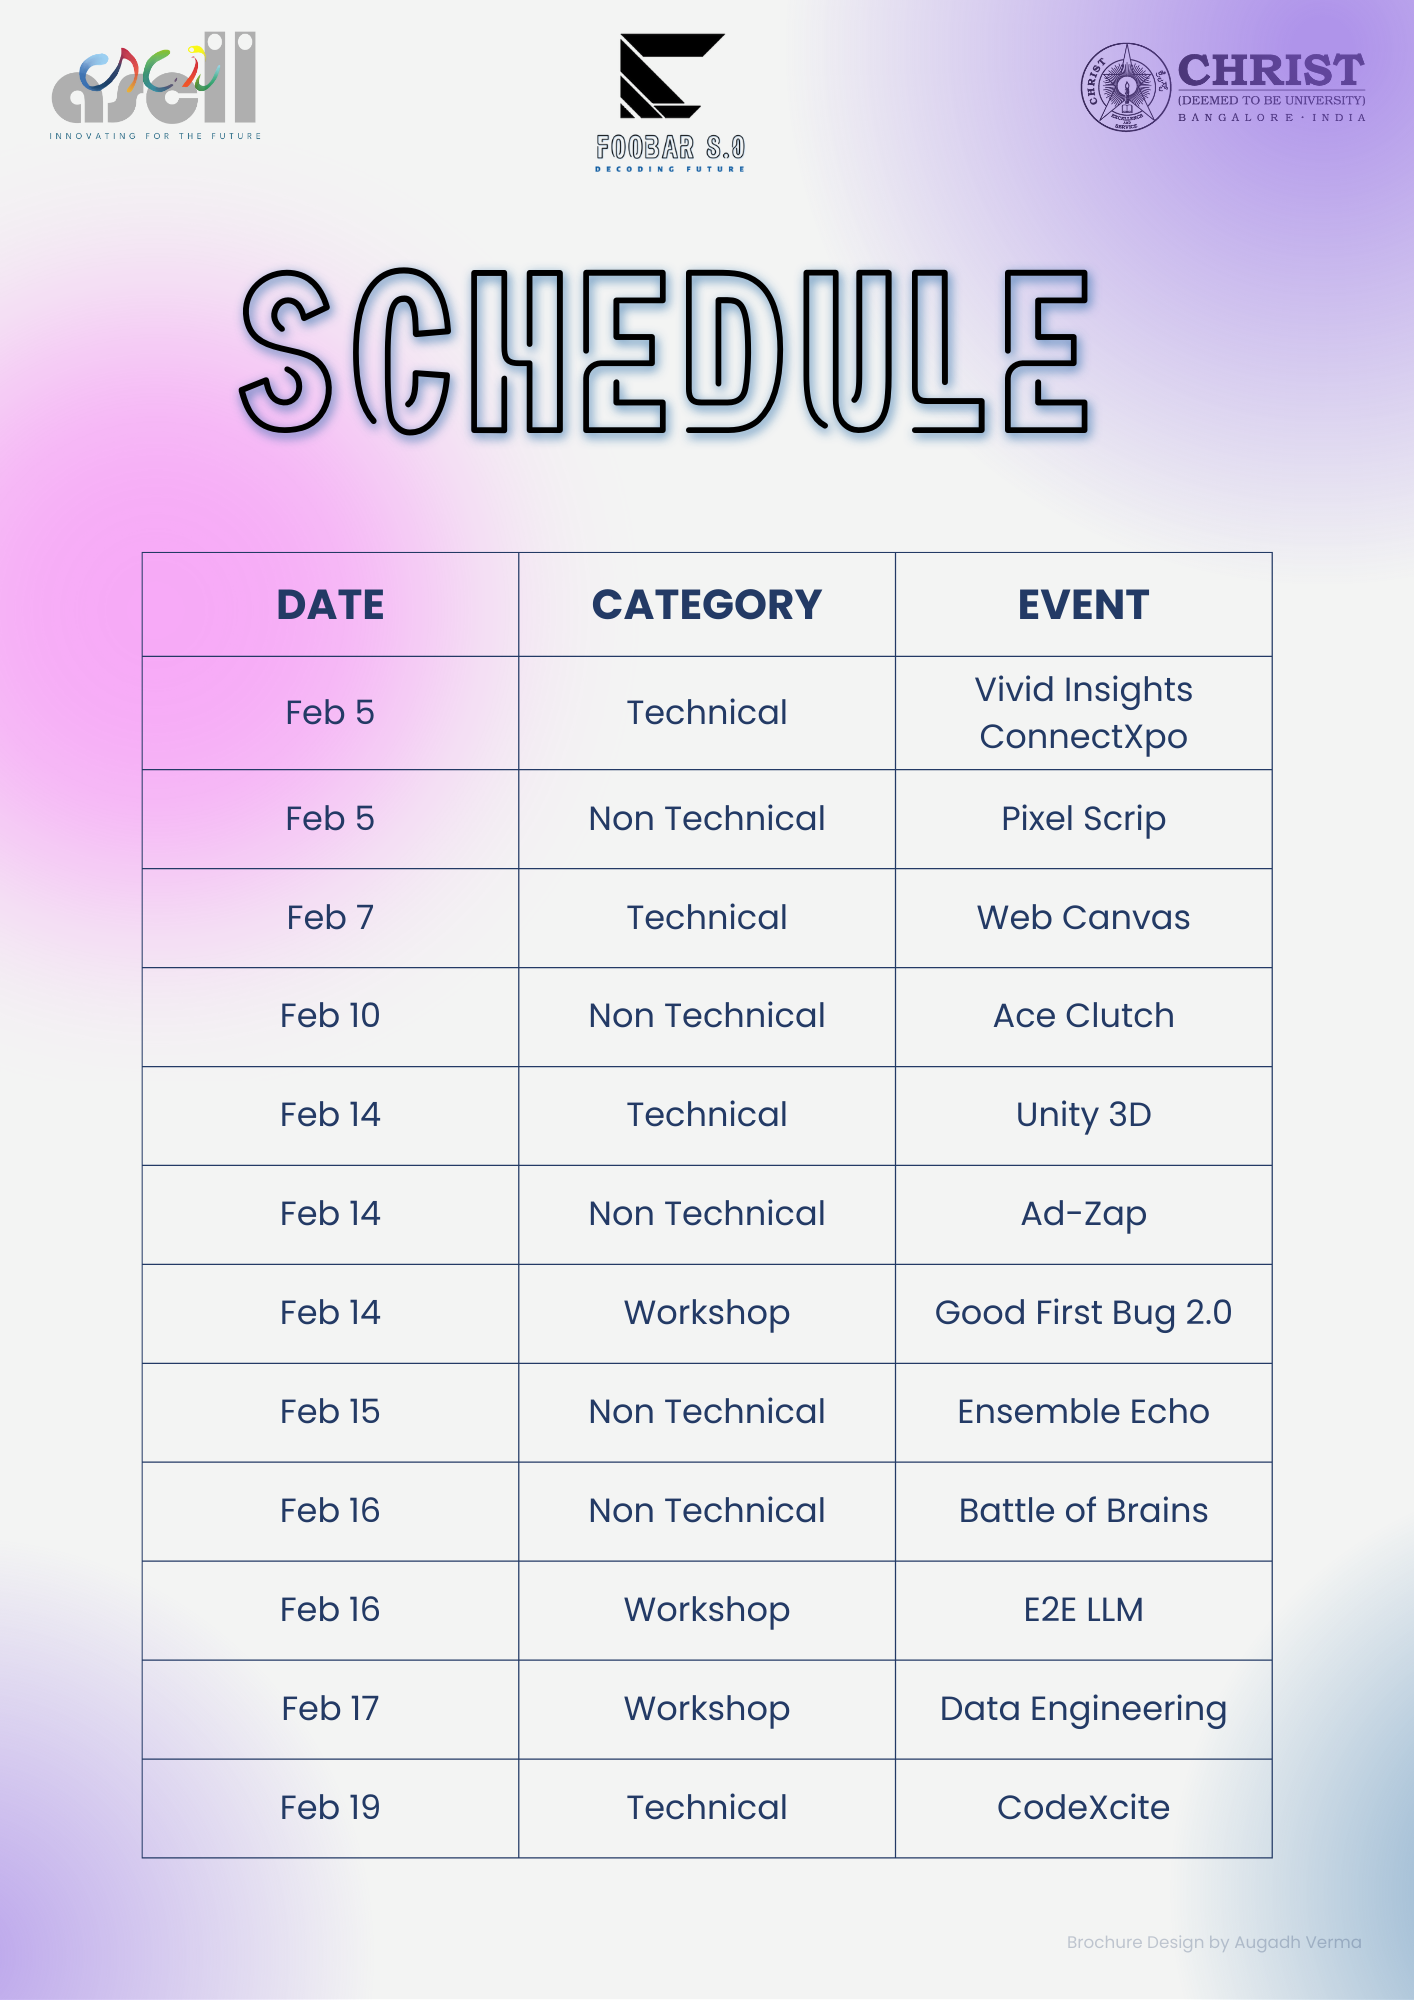 ascii
INNOVATING FOR THE FUTURE
FOOBAR 8.0
DECODING FUTURE
CHRIST
EXCELLENCE AND SERVICE
CHRIST
(DEEMED TO BE UNIVERSITY)
BANGALORE · INDIA
SCHEDULE
DATE CATEGORY EVENT
Feb 5 Technical Vivid Insights
ConnectXpo
Feb 5 Non Technical Pixel Scrip
Feb 7 Technical Web Canvas
Feb 10 Non Technical Ace Clutch
Feb 14 Technical Unity 3D
Feb 14 Non Technical Ad-Zap
Feb 14 Workshop Good First Bug 2.0
Feb 15 Non Technical Ensemble Echo
Feb 16 Non Technical Battle of Brains
Feb 16 Workshop E2E LLM
Feb 17 Workshop Data Engineering
Feb 19 Technical CodeXcite
Brochure Design by Augadh Verma